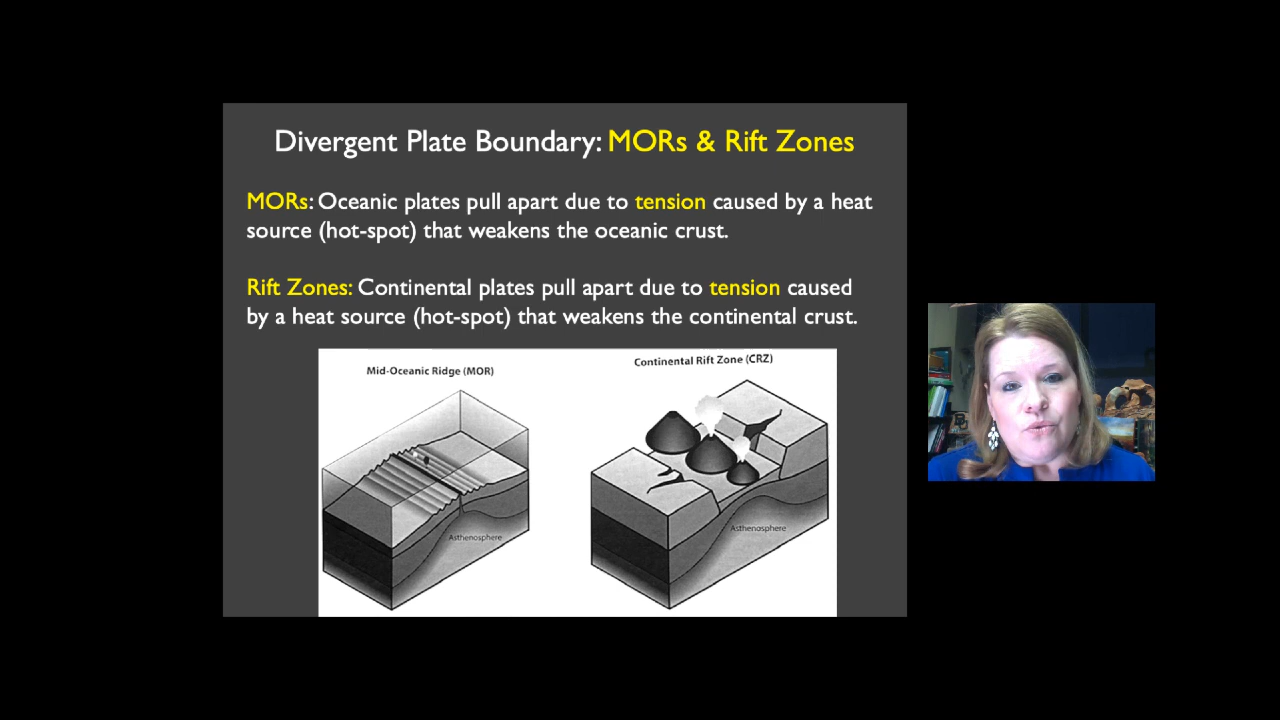 Divergent Plate Boundary: MORs & Rift Zones
MORs: Oceanic plates pull apart due to tension caused by a heat
source (hot-spot) that weakens the oceanic crust.
Rift Zones: Continental plates pull apart due to tension caused
by a heat source (hot-spot) that weakens the continental crust.
Mid-Oceanic Ridge (MOR)
Continental Rift Zone (CRZ)
Asthenosphere
Asthenosphere